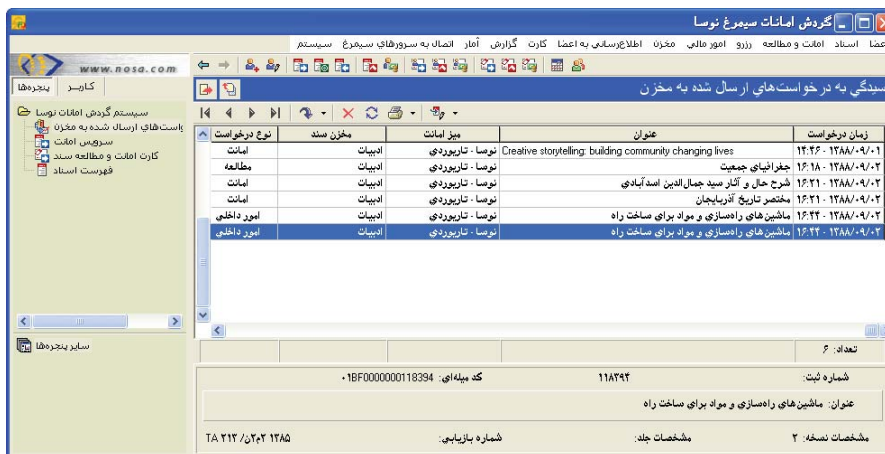 گردش امانات سیمرغ نوسا
عضا اسناد امانت و مطالعه رزرو امور مالی مخزن اطلاع‌رسانی به اعضا کارت گزارش آمار اتصال به سرورهای سیمرغ سیستم
www.nosa.com
کاربر پنجره‌ها
سیدگي به درخواست‌هاي ارسال شده به مخزن
سیستم گردش امانات نوسا
واست‌های ارسال شده به مخزن
سرویس امانت
کارت امانت و مطالعه سند
فهرست اسناد
زمان درخواست عنوان میز امانت مخزن سند نوع درخواست
۱۴:۴۶ - ۱۳۸۸/۰۹/۰۱ Creative storytelling: building community changing lives نوسا - تاریوردی ادبیات امانت
۱۶:۱۸ - ۱۳۸۸/۰۹/۰۲ جغرافیای جمعیت نوسا - تاریوردی ادبیات مطالعه
۱۶:۲۱ - ۱۳۸۸/۰۹/۰۲ شرح حال و آثار سید جمال‌الدین اسدآبادی نوسا - تاریوردی ادبیات امانت
۱۶:۲۱ - ۱۳۸۸/۰۹/۰۲ مختصر تاریخ آذربایجان نوسا - تاریوردی ادبیات امانت
۱۶:۴۴ - ۱۳۸۸/۰۹/۰۲ ماشین‌های راه‌سازی و مواد برای ساخت راه نوسا - تاریوردی ادبیات امور داخلی
۱۶:۴۴ - ۱۳۸۸/۰۹/۰۲ ماشین‌های راه‌سازی و مواد برای ساخت راه نوسا - تاریوردی ادبیات امور داخلی
سایر پنجره‌ها
تعداد: ۶
شماره ثبت: ۱۱۸۳۹۴ کد میله‌ای: 01BF0000000118394
عنوان: ماشین‌های راه‌سازی و مواد برای ساخت راه
مشخصات نسخه: ۲ مشخصات جلد: شماره بازیابی: TA ۲۱۳ /ن۲م۲ ۱۳۸۵